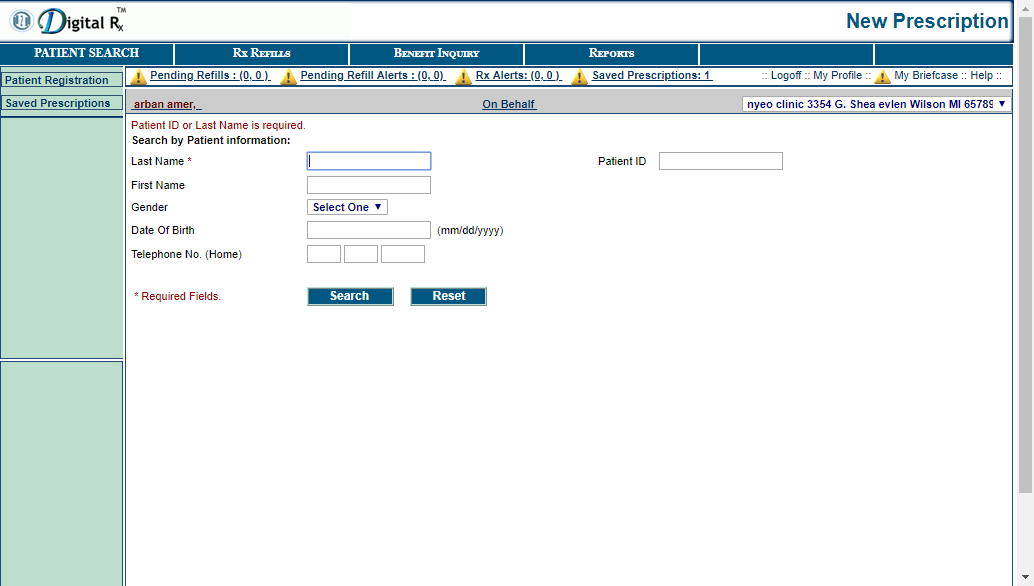 Digital Rx TM
New Prescription
PATIENT SEARCH Rx Refills Benefit Inquiry Reports
Patient Registration
Saved Prescriptions
Pending Refills : (0, 0 ) Pending Refill Alerts : (0, 0) Rx Alerts: (0, 0 ) Saved Prescriptions: 1 :: Logoff :: My Profile :: My Briefcase :: Help ::
arban amer, On Behalf nyeo clinic 3354 G. Shea evlen Wilson MI 65789 ▼
Patient ID or Last Name is required.
Search by Patient information:
Last Name * Patient ID
First Name
Gender Select One ▼
Date Of Birth (mm/dd/yyyy)
Telephone No. (Home)
* Required Fields. Search Reset